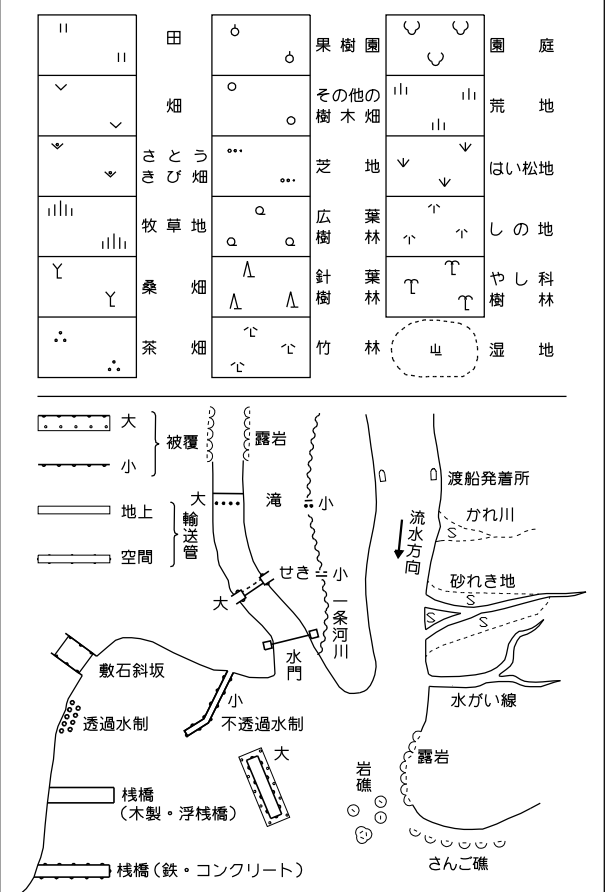 田
果樹園
園庭
畑
その他の
樹木畑
荒地
さとう
きび畑
芝地
はい松地
牧草地
広葉
樹林
しの地
桑畑
針葉
樹林
やし科
樹林
茶畑
竹林
湿地
大
小
被覆
地上
空間
輸送管
露岩
大 滝 小
せき 小
大
一条河川
水門
渡船発着所
かれ川
流水方向
砂れき地
S
S
S
S
水がい線
敷石斜坂
透過水制
小
不透過水制
大
桟橋
(木製・浮桟橋)
桟橋(鉄・コンクリート)
岩礁
露岩
さんご礁